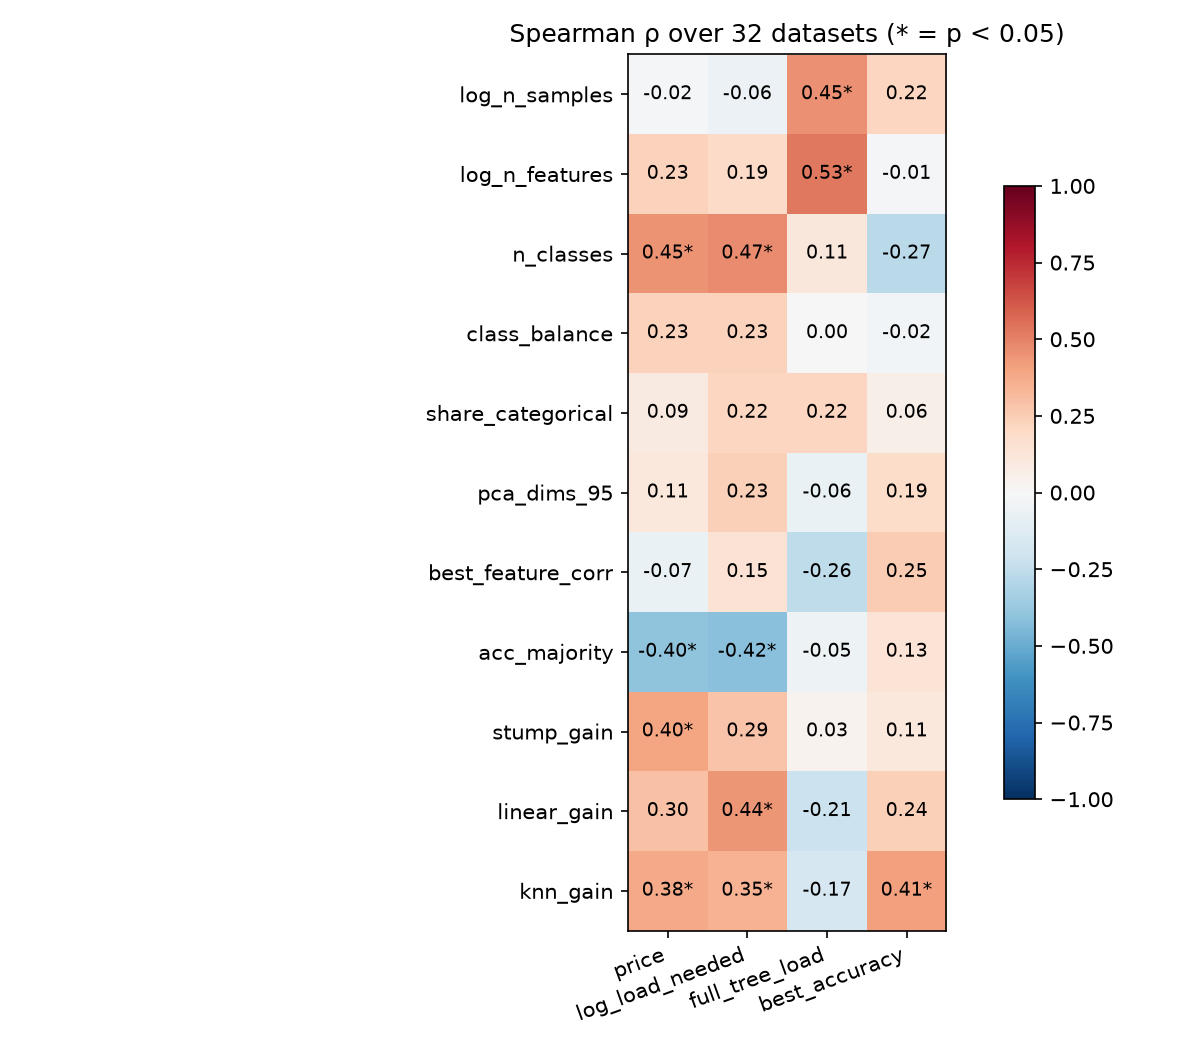 Spearman ρ over 32 datasets (* = p < 0.05)
log_n_samples -0.02 -0.06 0.45* 0.22
log_n_features 0.23 0.19 0.53* -0.01
n_classes 0.45* 0.47* 0.11 -0.27
class_balance 0.23 0.23 0.00 -0.02
share_categorical 0.09 0.22 0.22 0.06
pca_dims_95 0.11 0.23 -0.06 0.19
best_feature_corr -0.07 0.15 -0.26 0.25
acc_majority -0.40* -0.42* -0.05 0.13
stump_gain 0.40* 0.29 0.03 0.11
linear_gain 0.30 0.44* -0.21 0.24
knn_gain 0.38* 0.35* -0.17 0.41*
price
log_load_needed
full_tree_load
best_accuracy
1.00
0.75
0.50
0.25
0.00
−0.25
−0.50
−0.75
−1.00